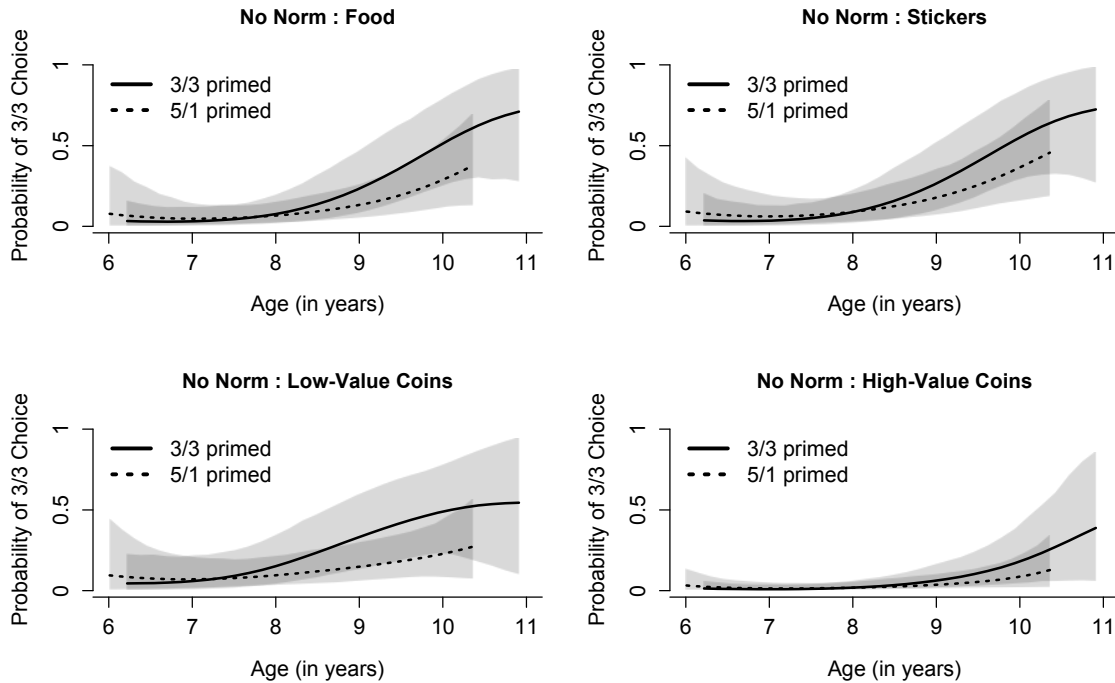 No Norm : Food
Probability of 3/3 Choice
1
0.5
0
3/3 primed
5/1 primed
6 7 8 9 10 11
Age (in years)
No Norm : Stickers
Probability of 3/3 Choice
1
0.5
0
3/3 primed
5/1 primed
6 7 8 9 10 11
Age (in years)
No Norm : Low-Value Coins
Probability of 3/3 Choice
1
0.5
0
3/3 primed
5/1 primed
6 7 8 9 10 11
Age (in years)
No Norm : High-Value Coins
Probability of 3/3 Choice
1
0.5
0
3/3 primed
5/1 primed
6 7 8 9 10 11
Age (in years)